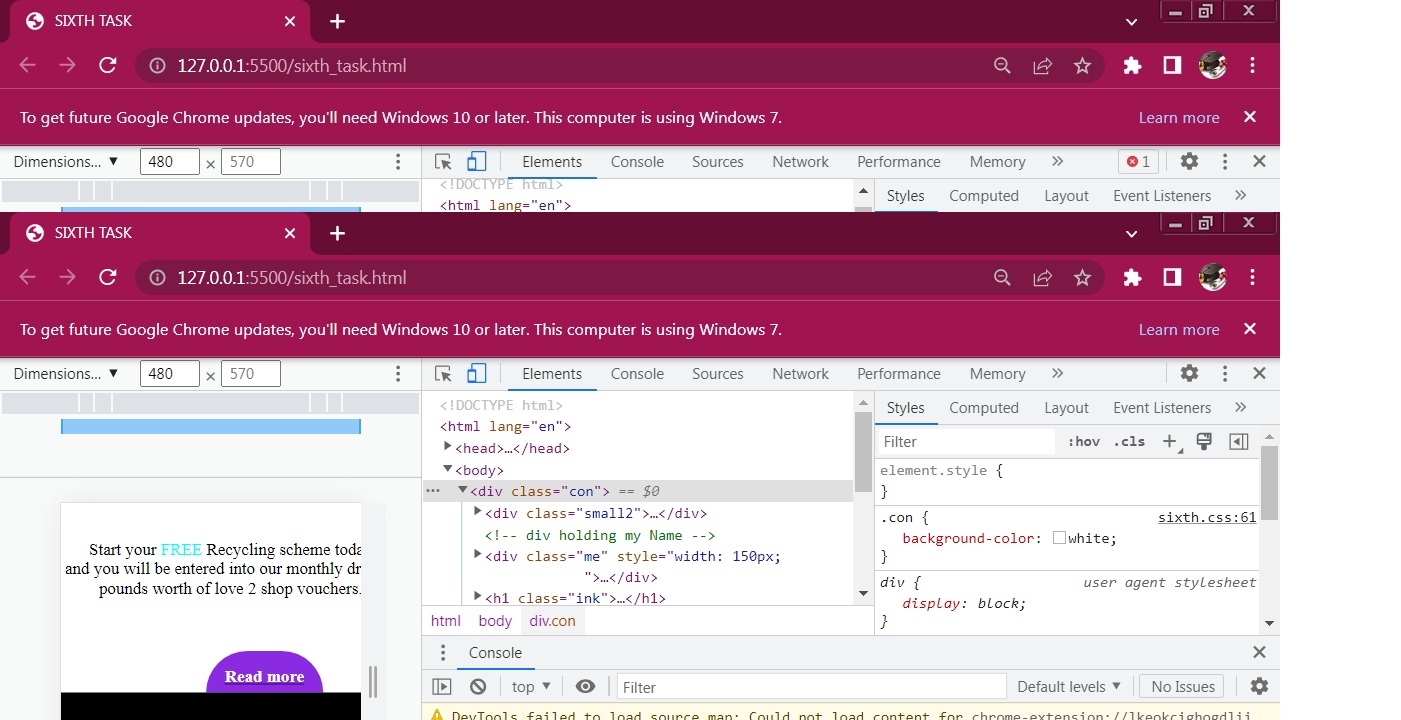 SIXTH TASK
127.0.0.1:5500/sixth_task.html
To get future Google Chrome updates, you'll need Windows 10 or later. This computer is using Windows 7. Learn more
Dimensions... 480 × 570 Elements Console Sources Network Performance Memory » 1
<!DOCTYPE html> Styles Computed Layout Event Listeners »
<html lang="en">
SIXTH TASK
127.0.0.1:5500/sixth_task.html
To get future Google Chrome updates, you'll need Windows 10 or later. This computer is using Windows 7. Learn more
Dimensions... 480 × 570 Elements Console Sources Network Performance Memory »
Styles Computed Layout Event Listeners »
<!DOCTYPE html>
<html lang="en">
<head>…</head>
<body>
<div class="con"> == $0
<div class="small2">…</div>
<!-- div holding my Name -->
<div class="me" style="width: 150px;
">…</div>
<h1 class="ink">…</h1>
html body div.con
Filter :hov .cls
element.style {
}
.con { sixth.css:61
background-color: white;
}
div { user agent stylesheet
display: block;
}
Start your FREE Recycling scheme toda
and you will be entered into our monthly dr
pounds worth of love 2 shop vouchers.
Read more
Console
top Filter Default levels No Issues
DevTools failed to load source map: Could not load content for chrome-extension://lkeokcighogdlii